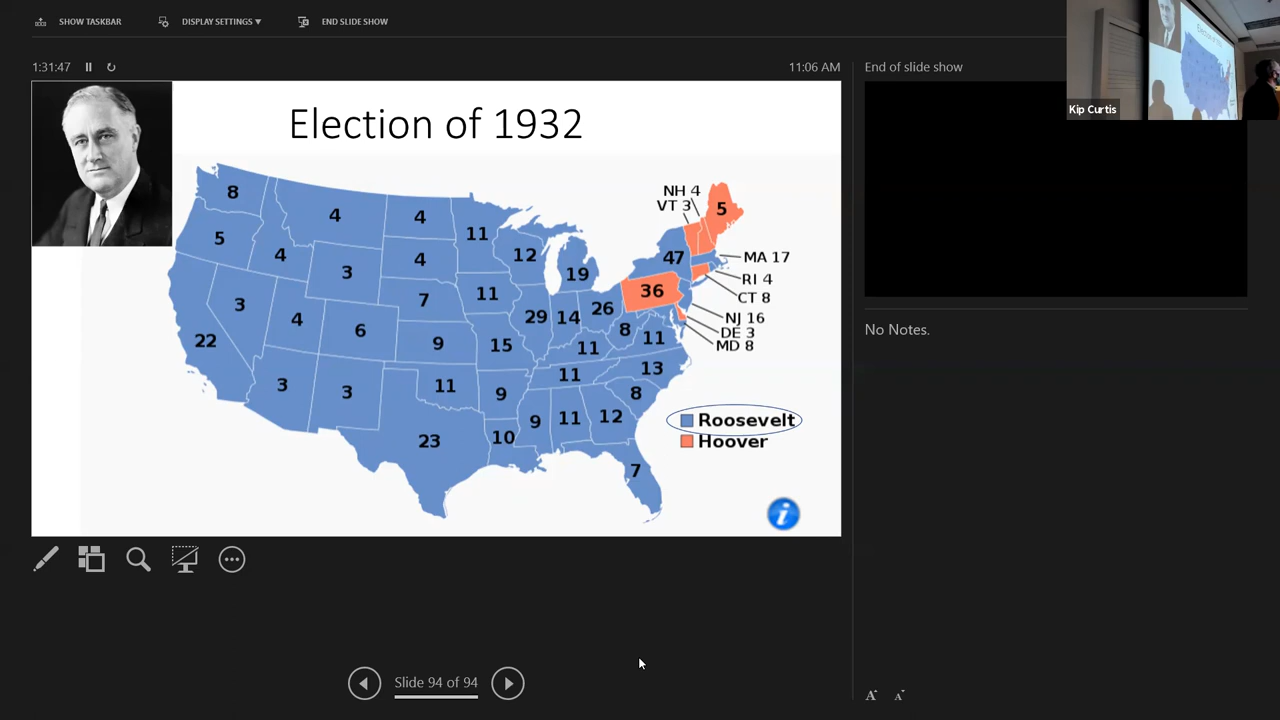 SHOW TASKBAR
DISPLAY SETTINGS ▼
END SLIDE SHOW
1:31:47
11:06 AM
End of slide show
Kip Curtis
Election of 1932
NH 4
VT 3
8
4
4
5
11
5
4
4
12
47
MA 17
3
19
RI 4
3
7
11
36
CT 8
4
6
29
14
26
8
NJ 16
22
9
15
11
11
DE 3
MD 8
3
3
11
9
11
13
8
23
10
9
11
12
Roosevelt
Hoover
7
i
No Notes.
Slide 94 of 94
A
A